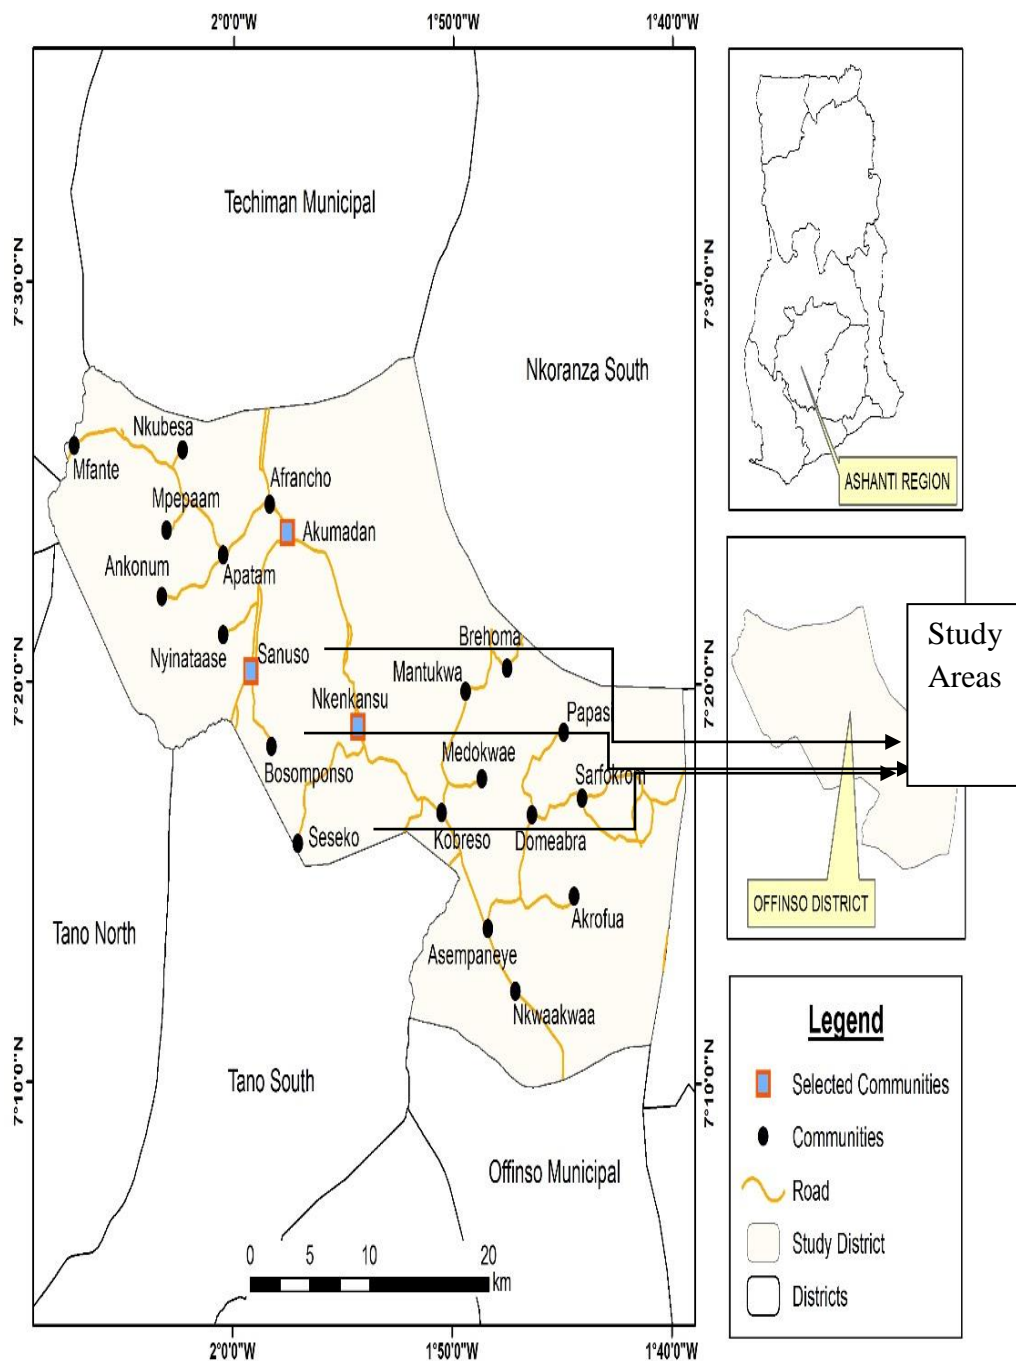 2°0'0"W
1°50'0"W
1°40'0"W
7°30'0"N
7°30'0"N
7°20'0"N
7°20'0"N
7°10'0"N
7°10'0"N
2°0'0"W
1°50'0"W
1°40'0"W
Techiman Municipal
Nkoranza South
Nkubesa
Mfante
Mpepaam
Afrancho
Akumadan
Ankonum
Apatam
Nyinataase
Sanuso
Brehoma
Mantukwa
Nkenkansu
Papas
Medokwae
Bosomponso
Sarfokrom
Seseko
Kobreso
Domeabra
Akrofua
Tano North
Asempaneye
Nkwaakwaa
Tano South
Offinso Municipal
0 5 10 20
km
ASHANTI REGION
Study
Areas
OFFINSO DISTRICT
Legend
Selected Communities
Communities
Road
Study District
Districts